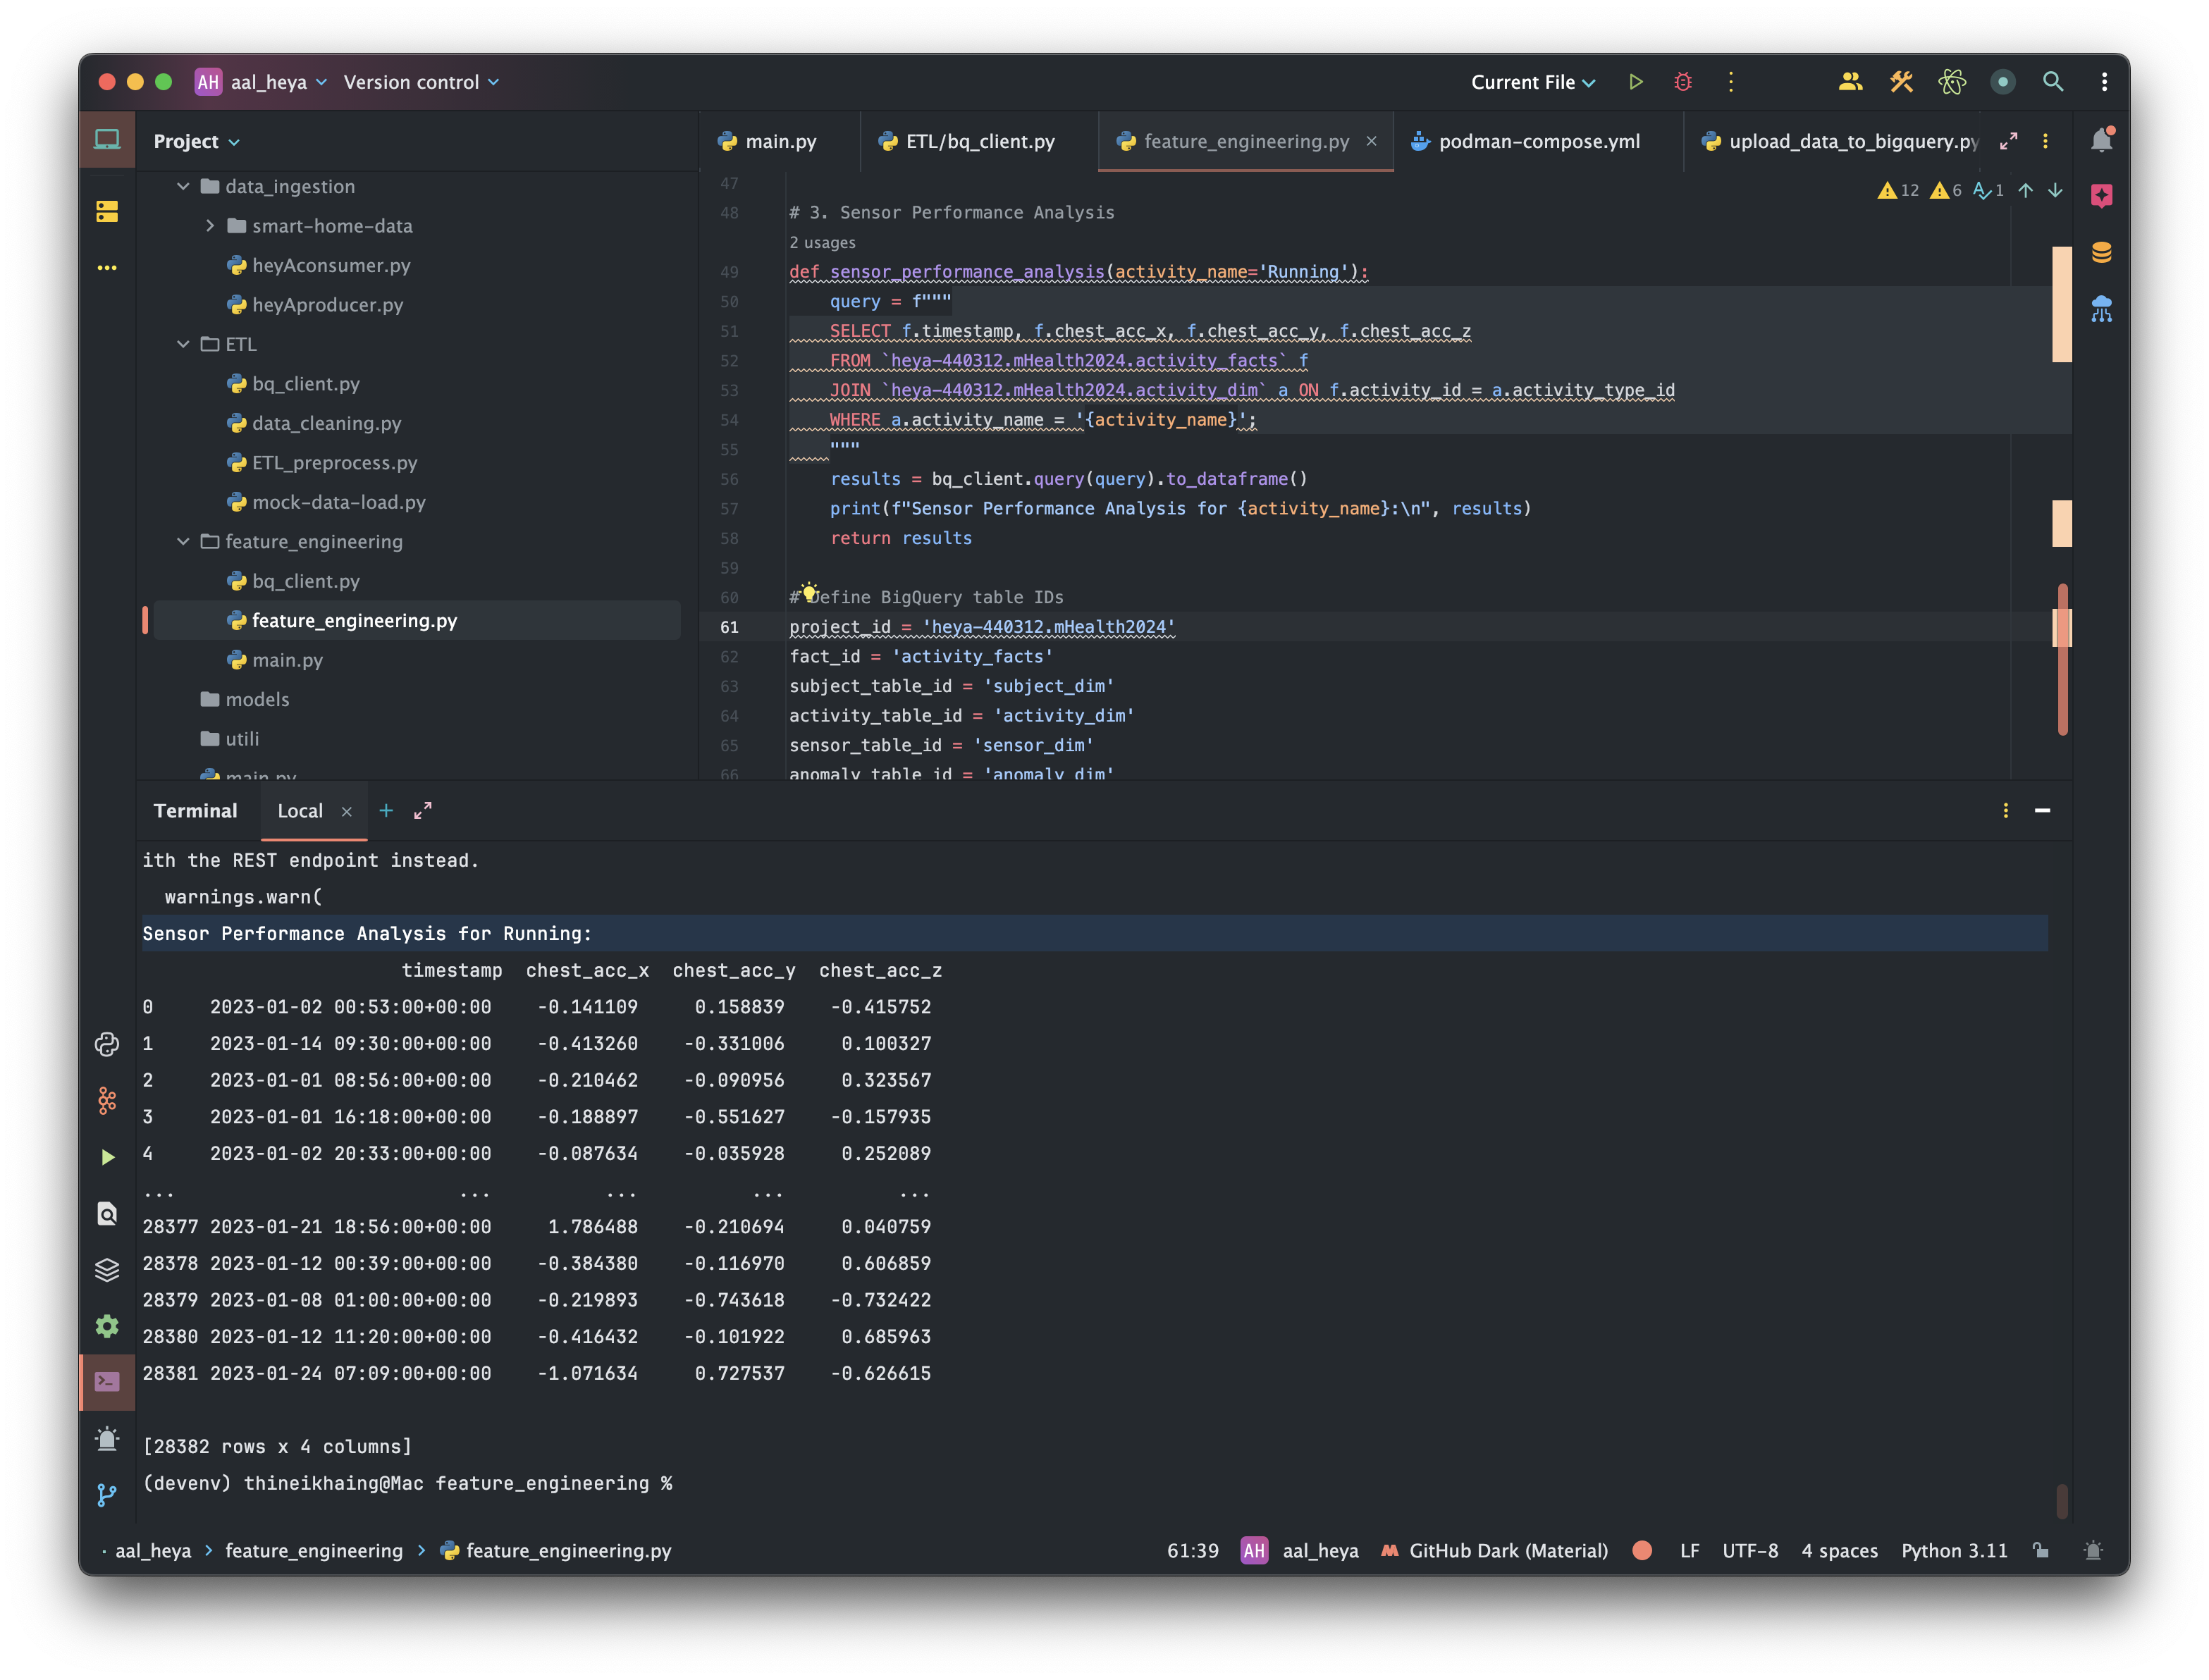 AH aal_heya Version control Current File
Project
main.py ETL/bq_client.py feature_engineering.py podman-compose.yml upload_data_to_bigquery.py
data_ingestion
smart-home-data
heyAconsumer.py
heyAproducer.py
ETL
bq_client.py
data_cleaning.py
ETL_preprocess.py
mock-data-load.py
feature_engineering
bq_client.py
feature_engineering.py
main.py
models
utili
main.py
12 6 1
47
48 # 3. Sensor Performance Analysis
2 usages
49 def sensor_performance_analysis(activity_name='Running'):
50 query = f"""
51 SELECT f.timestamp, f.chest_acc_x, f.chest_acc_y, f.chest_acc_z
52 FROM `heya-440312.mHealth2024.activity_facts` f
53 JOIN `heya-440312.mHealth2024.activity_dim` a ON f.activity_id = a.activity_type_id
54 WHERE a.activity_name = '{activity_name}';
55 """
56 results = bq_client.query(query).to_dataframe()
57 print(f"Sensor Performance Analysis for {activity_name}:\n", results)
58 return results
59
60 # Define BigQuery table IDs
61 project_id = 'heya-440312.mHealth2024'
62 fact_id = 'activity_facts'
63 subject_table_id = 'subject_dim'
64 activity_table_id = 'activity_dim'
65 sensor_table_id = 'sensor_dim'
66 anomaly_table_id = 'anomaly_dim'
Terminal Local
ith the REST endpoint instead.
warnings.warn(
Sensor Performance Analysis for Running:
timestamp chest_acc_x chest_acc_y chest_acc_z
0 2023-01-02 00:53:00+00:00 -0.141109 0.158839 -0.415752
1 2023-01-14 09:30:00+00:00 -0.413260 -0.331006 0.100327
2 2023-01-01 08:56:00+00:00 -0.210462 -0.090956 0.323567
3 2023-01-01 16:18:00+00:00 -0.188897 -0.551627 -0.157935
4 2023-01-02 20:33:00+00:00 -0.087634 -0.035928 0.252089
... ... ... ... ...
28377 2023-01-21 18:56:00+00:00 1.786488 -0.210694 0.040759
28378 2023-01-12 00:39:00+00:00 -0.384380 -0.116970 0.606859
28379 2023-01-08 01:00:00+00:00 -0.219893 -0.743618 -0.732422
28380 2023-01-12 11:20:00+00:00 -0.416432 -0.101922 0.685963
28381 2023-01-24 07:09:00+00:00 -1.071634 0.727537 -0.626615
[28382 rows x 4 columns]
(devenv) thineikhaing@Mac feature_engineering %
aal_heya > feature_engineering > feature_engineering.py 61:39 AH aal_heya GitHub Dark (Material) LF UTF-8 4 spaces Python 3.11